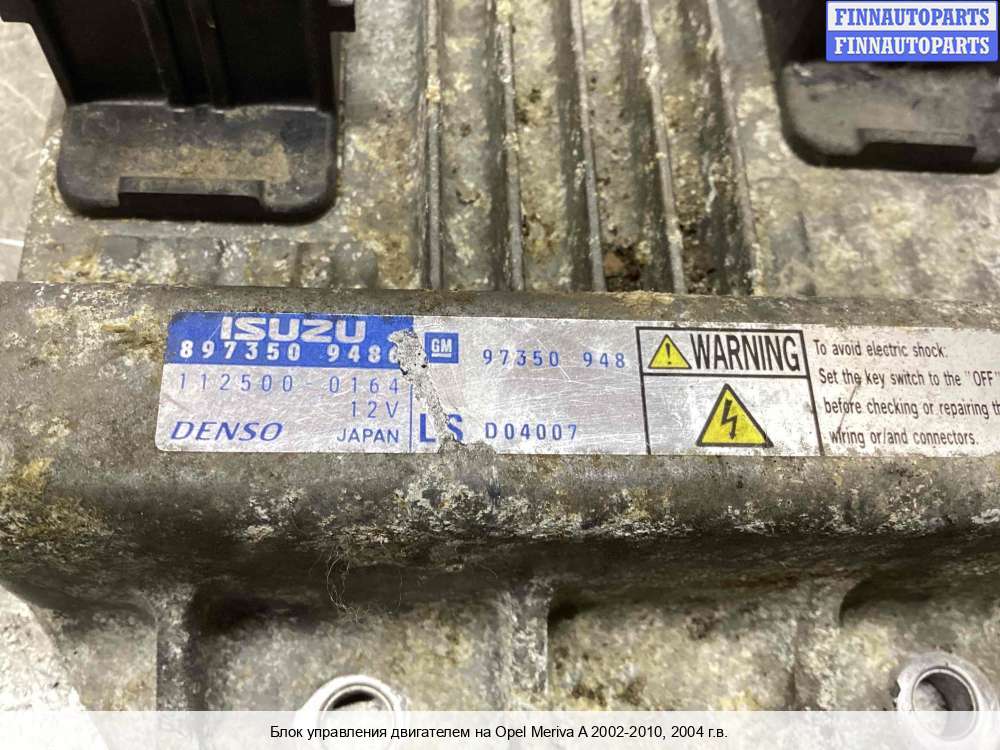 FINNAUTOPARTS
FINNAUTOPARTS
ISUZU
897350 9486
GM
97350 948
112500-0164
12V
DENSO
JAPAN
LS
D04007
WARNING
To avoid electric shock:
Set the key switch to the "OFF"
before checking or repairing th
wiring or/and connectors.
Блок управления двигателем на Opel Meriva A 2002-2010, 2004 г.в.